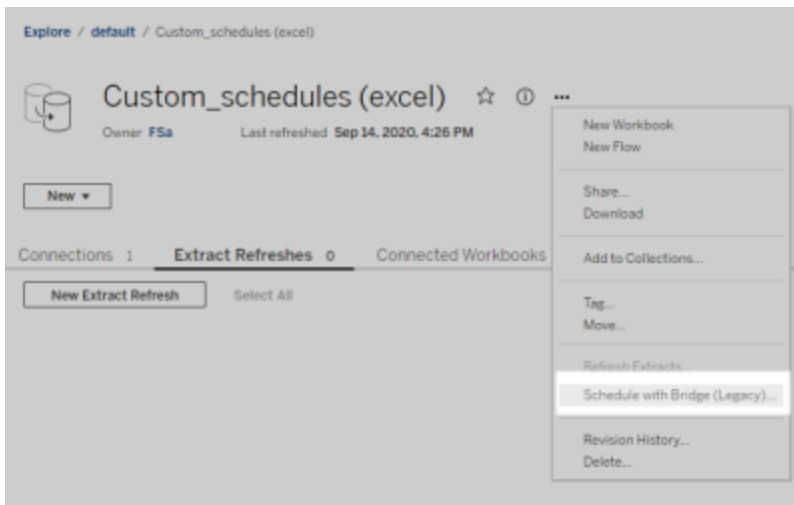 Explore / default / Custom_schedules (excel)
Custom_schedules (excel)
Owner FSa Last refreshed Sep 14, 2020, 4:26 PM
New
Connections 1 Extract Refreshes 0 Connected Workbooks
New Extract Refresh Select All
New Workbook
New Flow
Share...
Download
Add to Collections...
Tag...
Move...
Refresh Extracts...
Schedule with Bridge (Legacy)...
Revision History...
Delete...